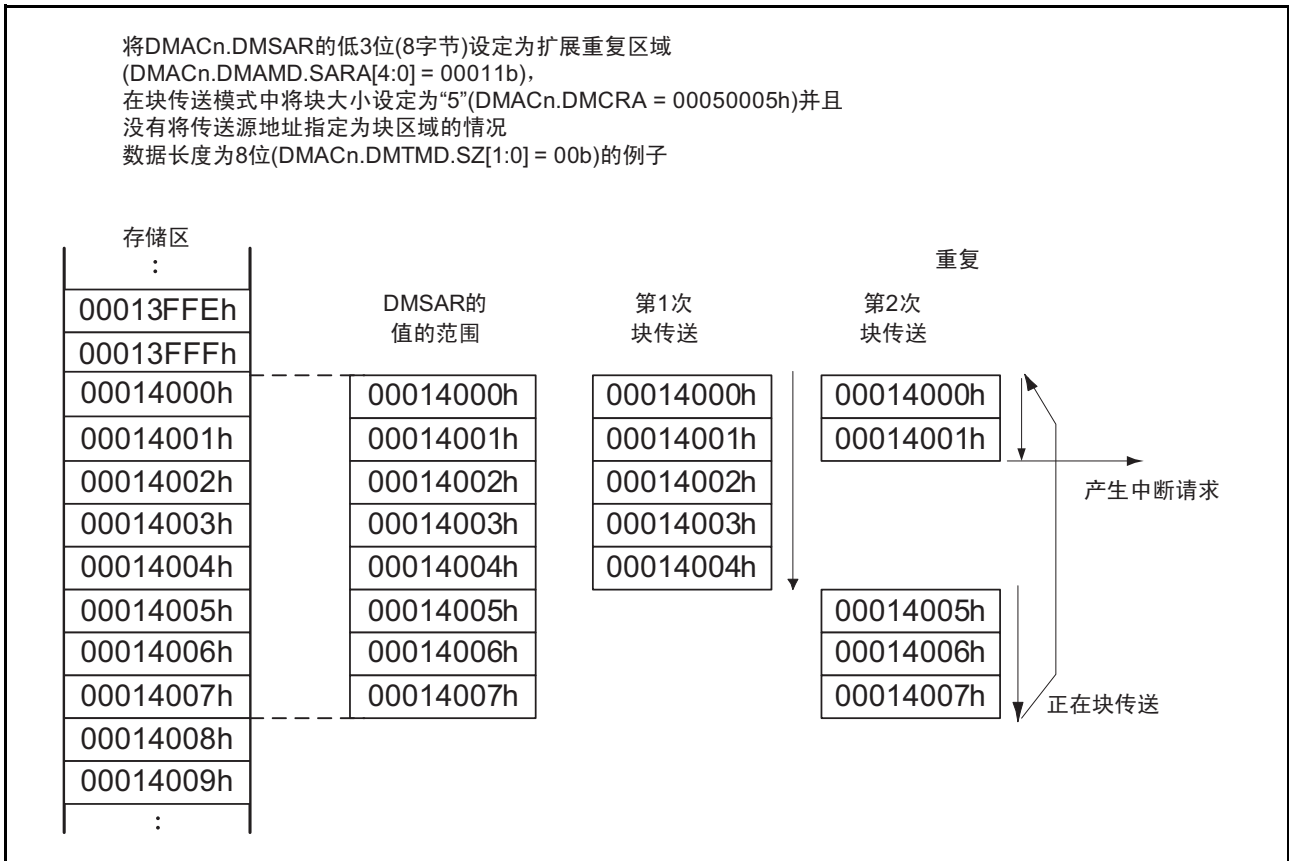 将DMACn.DMSAR的低3位(8字节)设定为扩展重复区域
(DMACn.DMAMD.SARA[4:0] = 00011b)，
在块传送模式中将块大小设定为“5”(DMACn.DMCRA = 00050005h)并且
没有将传送源地址指定为块区域的情况
数据长度为8位(DMACn.DMTMD.SZ[1:0] = 00b)的例子
存储区
:
00013FFEh
00013FFFh
00014000h
00014001h
00014002h
00014003h
00014004h
00014005h
00014006h
00014007h
00014008h
00014009h
:
DMSAR的
值的范围
00014000h
00014001h
00014002h
00014003h
00014004h
00014005h
00014006h
00014007h
第1次
块传送
00014000h
00014001h
00014002h
00014003h
00014004h
重复
第2次
块传送
00014000h
00014001h
产生中断请求
00014005h
00014006h
00014007h
正在块传送